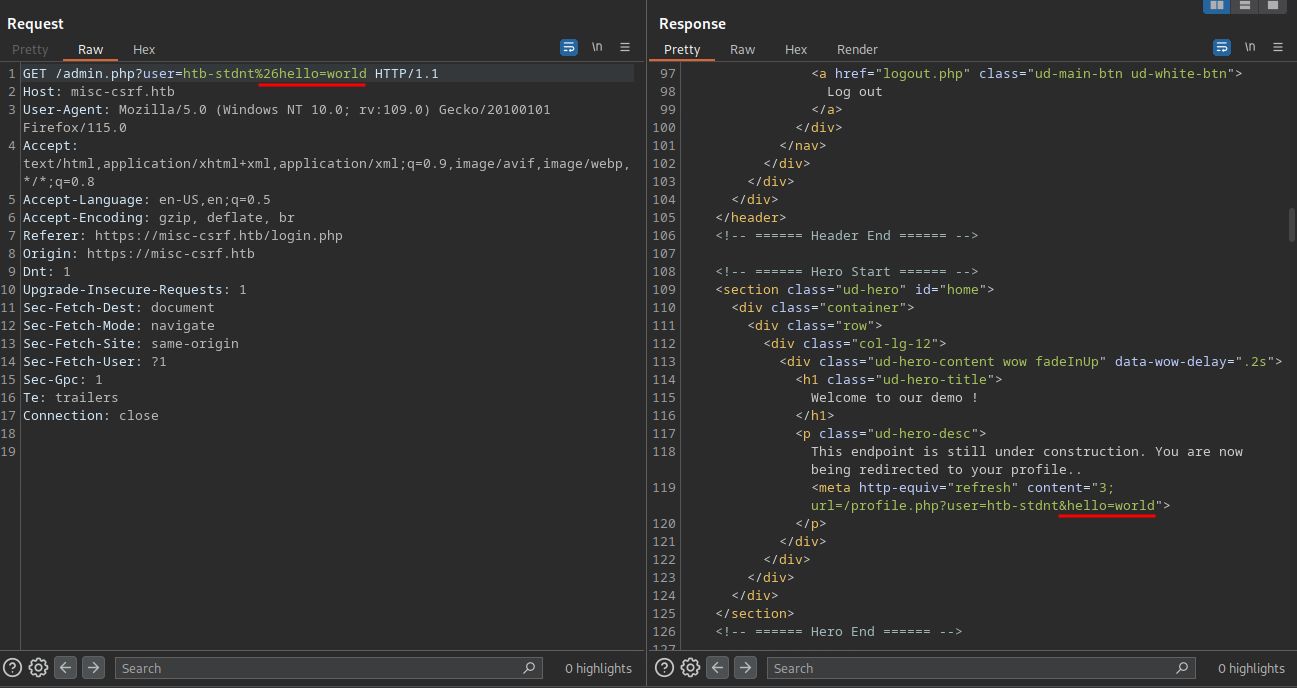 Request
Pretty Raw Hex \n
1 GET /admin.php?user=htb-stdnt%26hello=world HTTP/1.1
2 Host: misc-csrf.htb
3 User-Agent: Mozilla/5.0 (Windows NT 10.0; rv:109.0) Gecko/20100101
Firefox/115.0
4 Accept:
text/html,application/xhtml+xml,application/xml;q=0.9,image/avif,image/webp,
*/*;q=0.8
5 Accept-Language: en-US,en;q=0.5
6 Accept-Encoding: gzip, deflate, br
7 Referer: https://misc-csrf.htb/login.php
8 Origin: https://misc-csrf.htb
9 Dnt: 1
10 Upgrade-Insecure-Requests: 1
11 Sec-Fetch-Dest: document
12 Sec-Fetch-Mode: navigate
13 Sec-Fetch-Site: same-origin
14 Sec-Fetch-User: ?1
15 Sec-Gpc: 1
16 Te: trailers
17 Connection: close
18
19
? Search 0 highlights
Response
Pretty Raw Hex Render \n
97 <a href="logout.php" class="ud-main-btn ud-white-btn">
98 Log out
99 </a>
100 </div>
101 </nav>
102 </div>
103 </div>
104 </div>
105 </header>
106 <!-- ====== Header End ====== -->
107
108 <!-- ====== Hero Start ====== -->
109 <section class="ud-hero" id="home">
110 <div class="container">
111 <div class="row">
112 <div class="col-lg-12">
113 <div class="ud-hero-content wow fadeInUp" data-wow-delay=".2s">
114 <h1 class="ud-hero-title">
115 Welcome to our demo !
116 </h1>
117 <p class="ud-hero-desc">
118 This endpoint is still under construction. You are now
being redirected to your profile..
119 <meta http-equiv="refresh" content="3;
url=/profile.php?user=htb-stdnt&hello=world">
120 </p>
121 </div>
122 </div>
123 </div>
124 </div>
125 </section>
126 <!-- ====== Hero End ====== -->
127
? Search 0 highlights